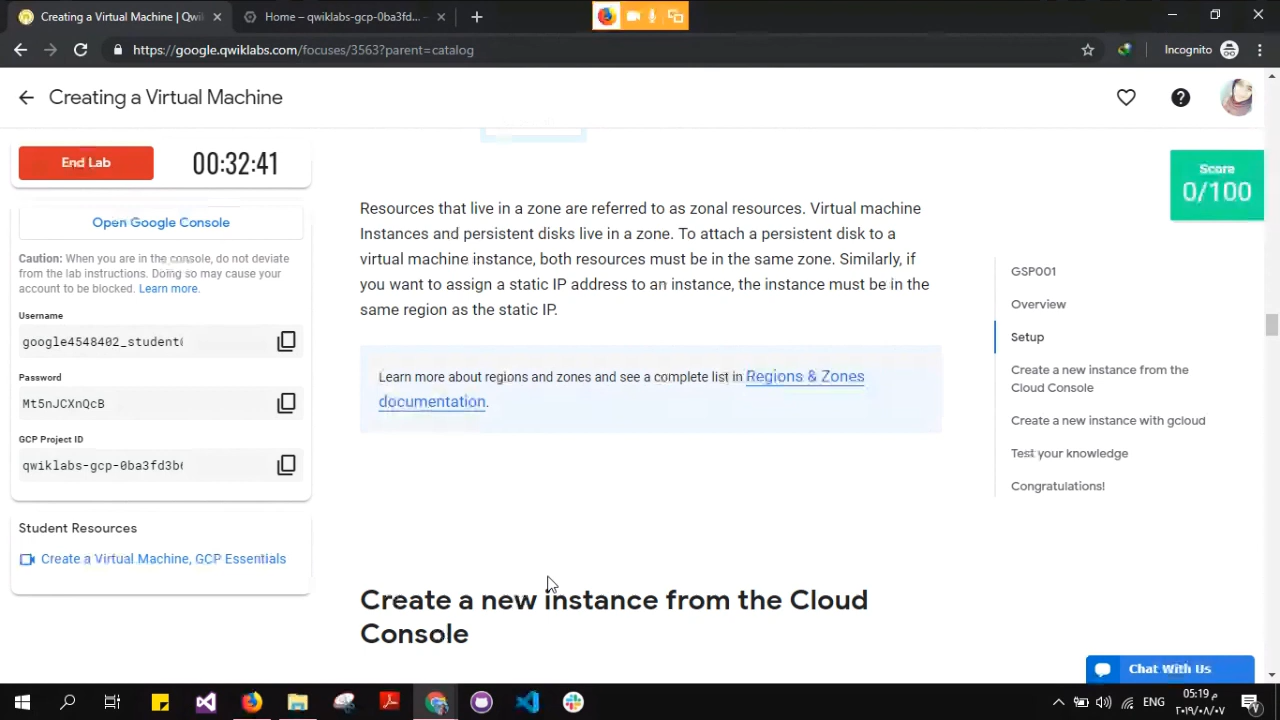 Creating a Virtual Machine | Qwi
Home – qwiklabs-gcp-0ba3fd...
https://google.qwiklabs.com/focuses/3563?parent=catalog
Incognito
Creating a Virtual Machine
End Lab
00:32:41
Score
0/100
Open Google Console
Caution: When you are in the console, do not deviate
from the lab instructions. Doing so may cause your
account to be blocked. Learn more.
Username
google4548402_student
Password
Mt5nJCXnQcB
GCP Project ID
qwiklabs-gcp-0ba3fd3b
Student Resources
Create a Virtual Machine, GCP Essentials
Resources that live in a zone are referred to as zonal resources. Virtual machine
Instances and persistent disks live in a zone. To attach a persistent disk to a
virtual machine instance, both resources must be in the same zone. Similarly, if
you want to assign a static IP address to an instance, the instance must be in the
same region as the static IP.
Learn more about regions and zones and see a complete list in Regions & Zones
documentation.
Create a new instance from the Cloud
Console
GSP001
Overview
Setup
Create a new instance from the
Cloud Console
Create a new instance with gcloud
Test your knowledge
Congratulations!
Chat With Us
ENG
05:19 م
٢٠١٩/٠٨/٠٧